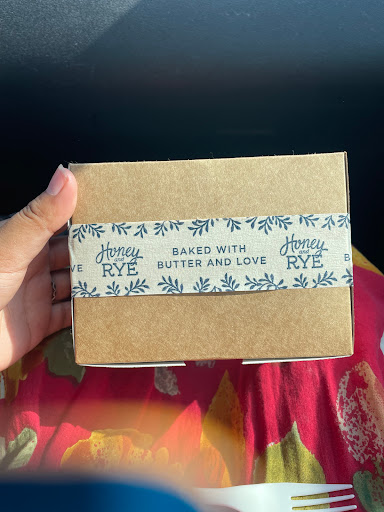 Honey
and
RYE
BAKED WITH
BUTTER AND LOVE
Honey
and
RYE